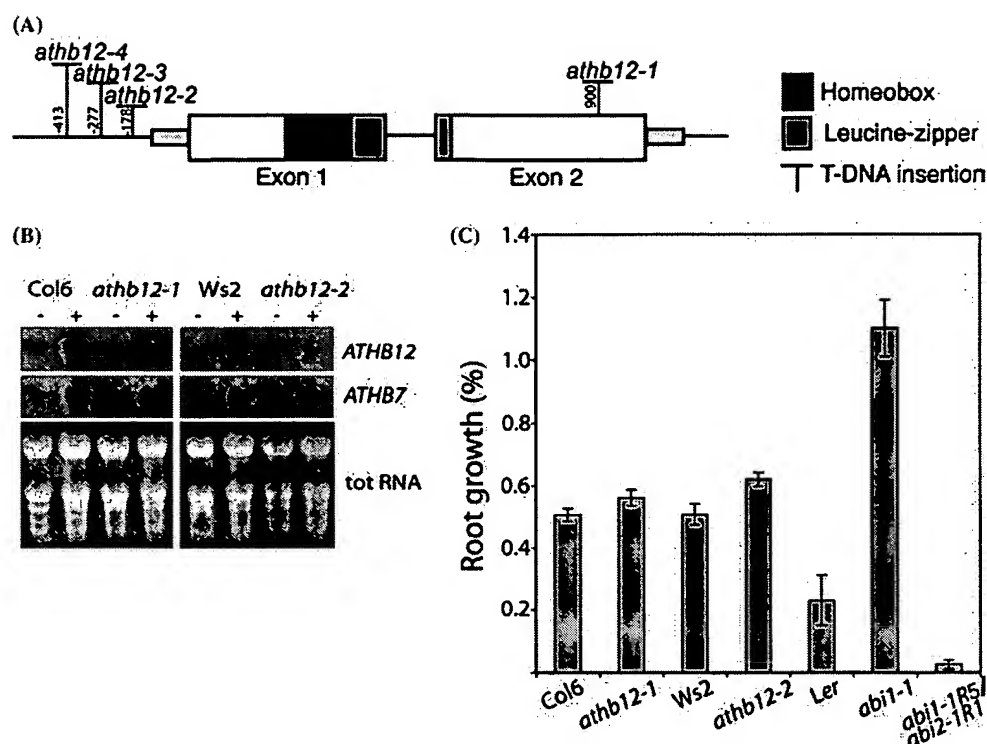 (A)
athb12-4
athb12-3
athb12-2
athb12-1
-413
-277
-178
900
Exon 1
Exon 2
Homeobox
Leucine-zipper
T-DNA insertion
(B)
Col6 athb12-1 Ws2 athb12-2
- + - + - + - +
ATHB12
ATHB7
tot RNA
(C)
Root growth (%)
1.4
1.2
1.0
0.8
0.6
0.4
0.2
Col6
athb12-1
Ws2
athb12-2
Ler
abi1-1
abi1-1R5/
abi2-1R1